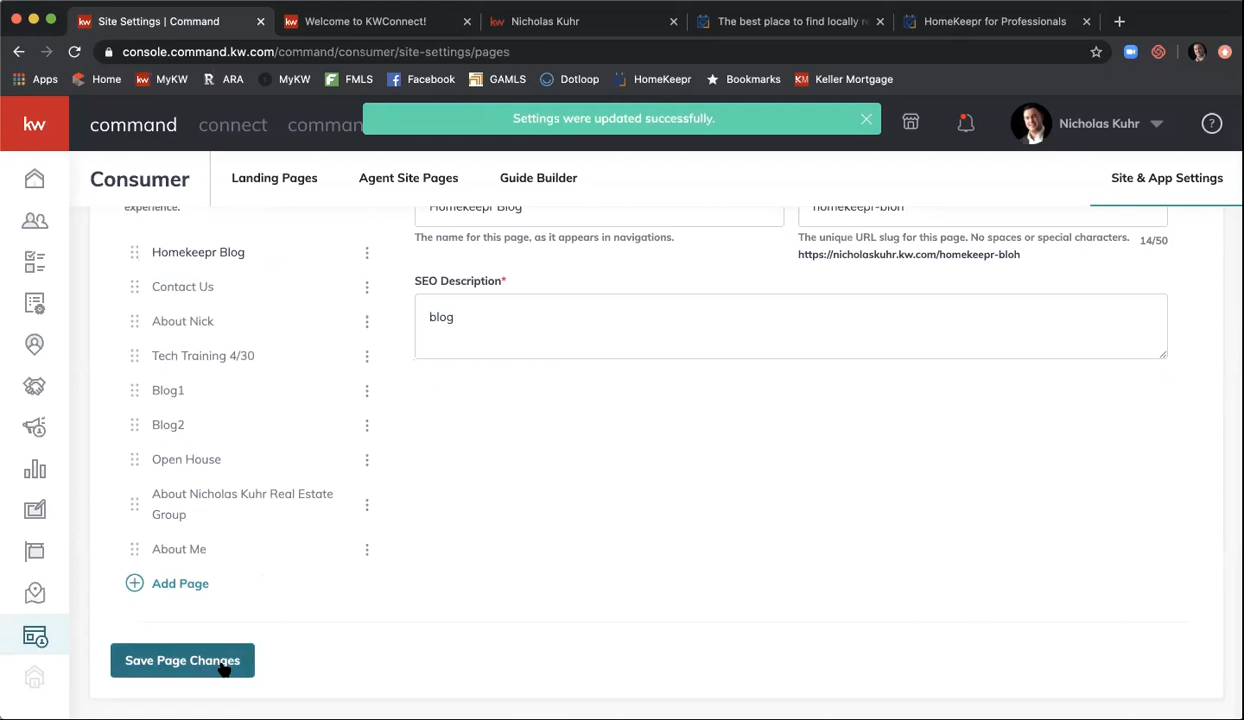 Site Settings | Command
Welcome to KWConnect!
Nicholas Kuhr
The best place to find locally re
HomeKeepr for Professionals
console.command.kw.com/command/consumer/site-settings/pages
Apps
Home
MyKW
ARA
MyKW
FMLS
Facebook
GAMLS
Dotloop
HomeKeepr
Bookmarks
Keller Mortgage
kw
command
connect
comman
Settings were updated successfully.
Nicholas Kuhr
Consumer
Landing Pages
Agent Site Pages
Guide Builder
Site & App Settings
experience.
Homekeepr Blog
homekeepr-bloh
The name for this page, as it appears in navigations.
The unique URL slug for this page. No spaces or special characters.
14/50
https://nicholaskuhr.kw.com/homekeepr-bloh
SEO Description*
blog
Homekeepr Blog
Contact Us
About Nick
Tech Training 4/30
Blog1
Blog2
Open House
About Nicholas Kuhr Real Estate
Group
About Me
Add Page
Save Page Changes